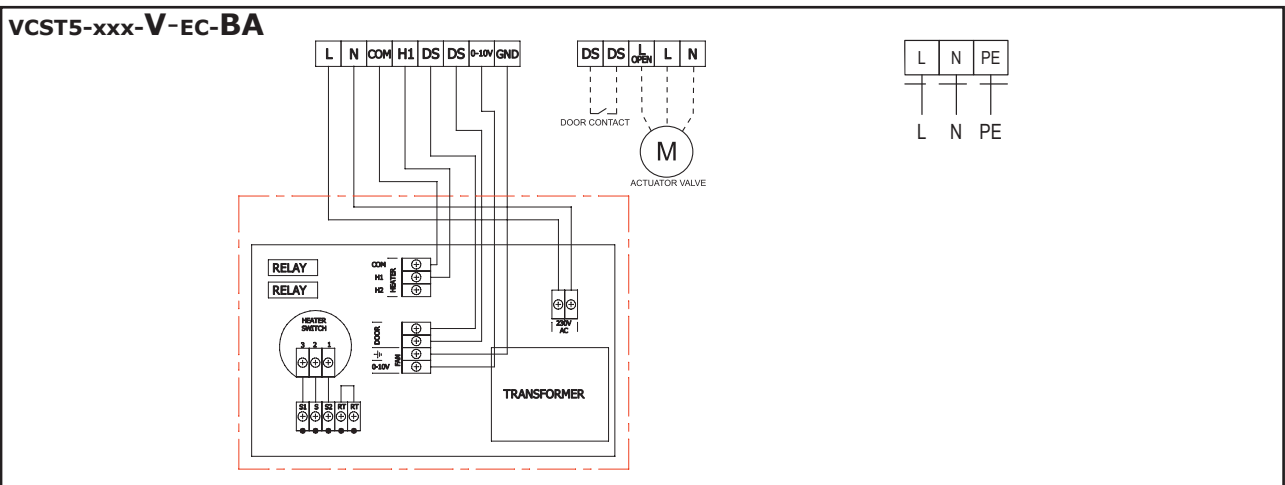 VCST5-xxx-V-EC-BA
L N COM H1 DS DS 0-10V GND
DS DS L OPEN L N
L N PE
DOOR CONTACT
L N PE
M
ACTUATOR VALVE
RELAY
RELAY
COM
H1
H2
HEATER
HEATER
SWITCH
3 2 1
230V
AC
DOOR
FAN
0-10V
TRANSFORMER
S1 S S2 RT RT